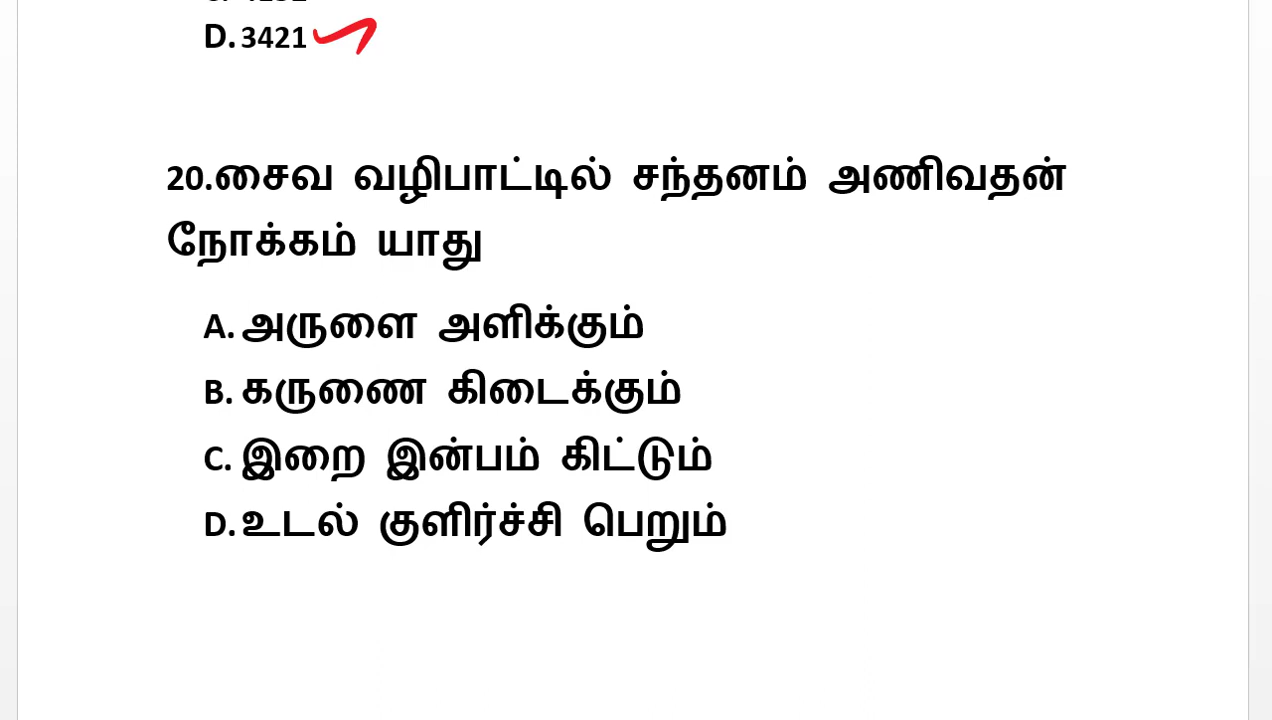 D. 3421
20.சைவ வழிபாட்டில் சந்தனம் அணிவதன்
நோக்கம் யாது
A. அருளை அளிக்கும்
B. கருணை கிடைக்கும்
C. இறை இன்பம் கிட்டும்
D. உடல் குளிர்ச்சி பெறும்